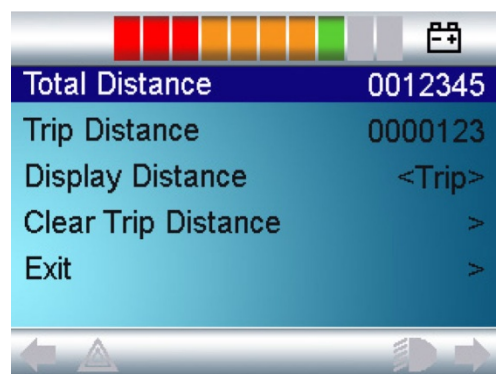 Total Distance 0012345
Trip Distance 0000123
Display Distance <Trip>
Clear Trip Distance >
Exit >